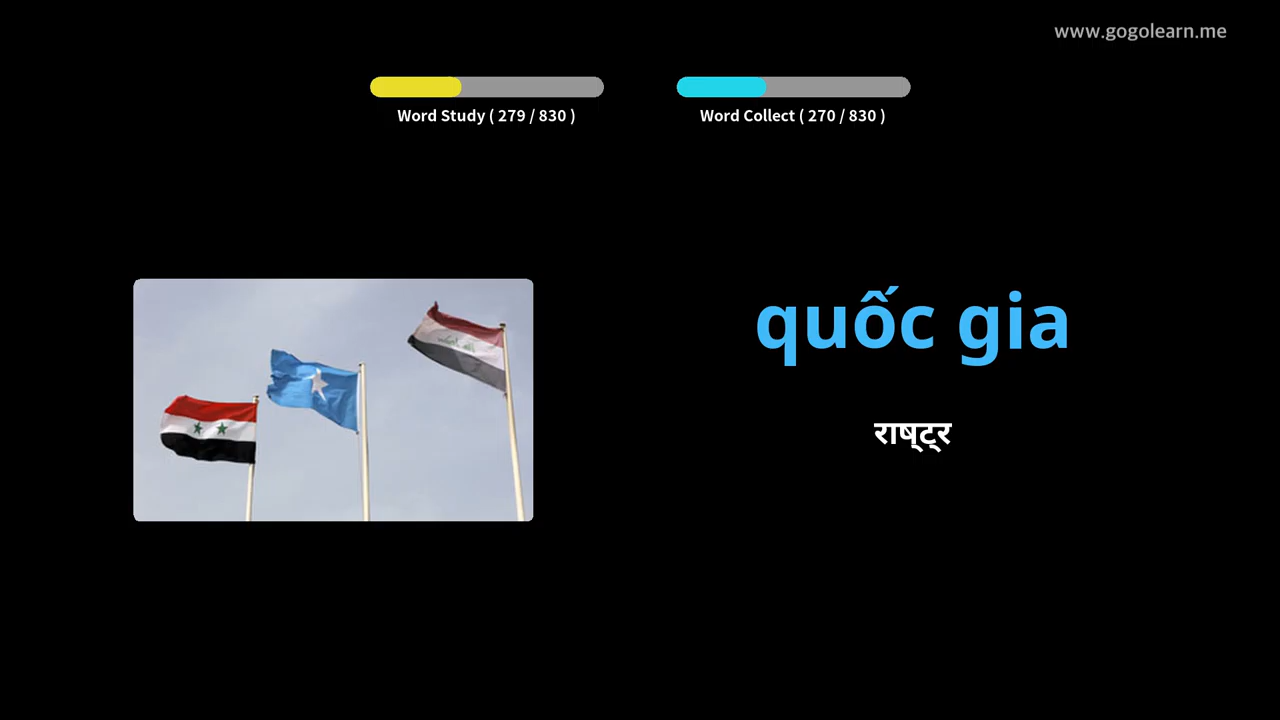 www.gogolearn.me
Word Study ( 279 / 830 )
Word Collect ( 270 / 830 )
quốc gia
राष्ट्र